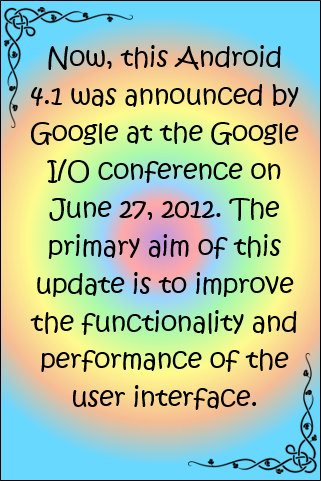 Now, this Android
4.1 was announced by
Google at the Google
I/O conference on
June 27, 2012. The
primary aim of this
update is to improve
the functionality and
performance of the
user interface.